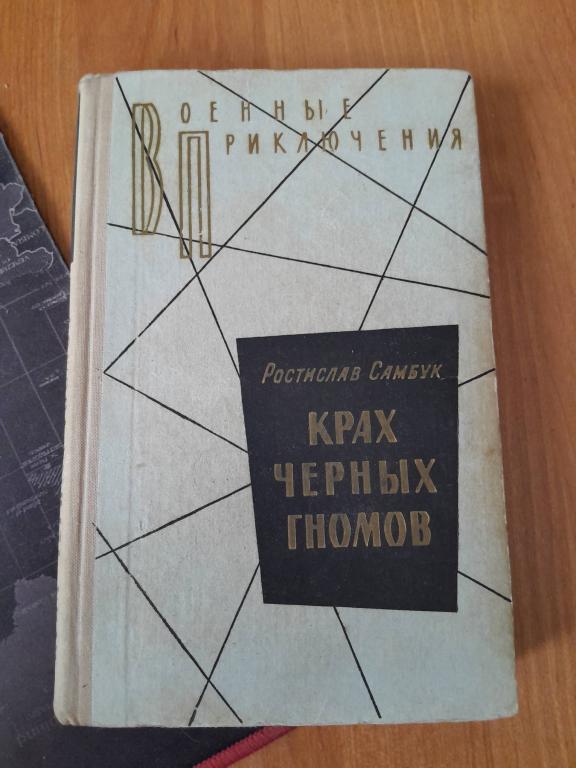 ВОЕННЫЕ
ПРИКЛЮЧЕНИЯ
РОСТИСЛАВ САМБУК
КРАХ
ЧЕРНЫХ
ГНОМОВ